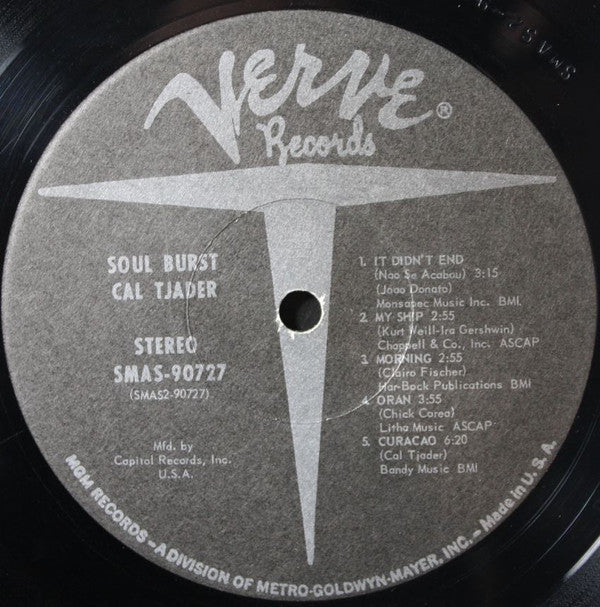 Verve®
Records
SOUL BURST
CAL TJADER
STEREO
SMAS-90727
(SMAS2-90727)
Mfd. by
Capitol Records, Inc.
U.S.A.
1. IT DIDN'T END
(Nao Se Acabou) 3:15
(Joao Donato)
Monsapec Music Inc. BMI
2. MY SHIP 2:55
(Kurt Weill-Ira Gershwin)
Chappell & Co., Inc. ASCAP
3. MORNING 2:55
(Claire Fischer)
Har-Bock Publications BMI
4. ORAN 3:55
(Chick Corea)
Litha Music ASCAP
5. CURACAO 6:20
(Cal Tjader)
Bandy Music BMI
MGM RECORDS – A DIVISION OF METRO-GOLDWYN-MAYER, INC. – Made in U. S. A.